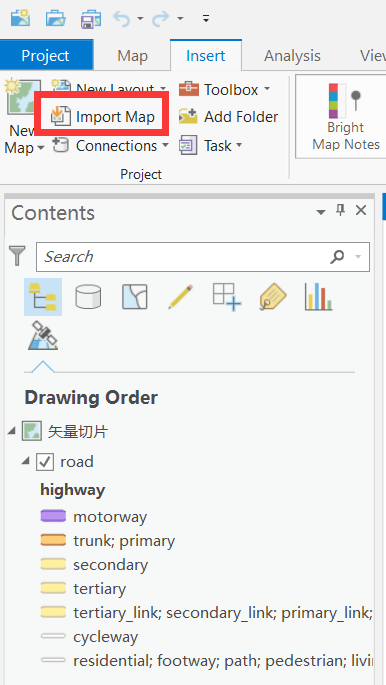 Project Map Insert Analysis Vie
New Layout Toolbox
Import Map Add Folder
New Map Connections Task
Bright
Map Notes
Project
Contents
Search
Drawing Order
矢量切片
road
highway
motorway
trunk; primary
secondary
tertiary
tertiary_link; secondary_link; primary_link;
cycleway
residential; footway; path; pedestrian; livi